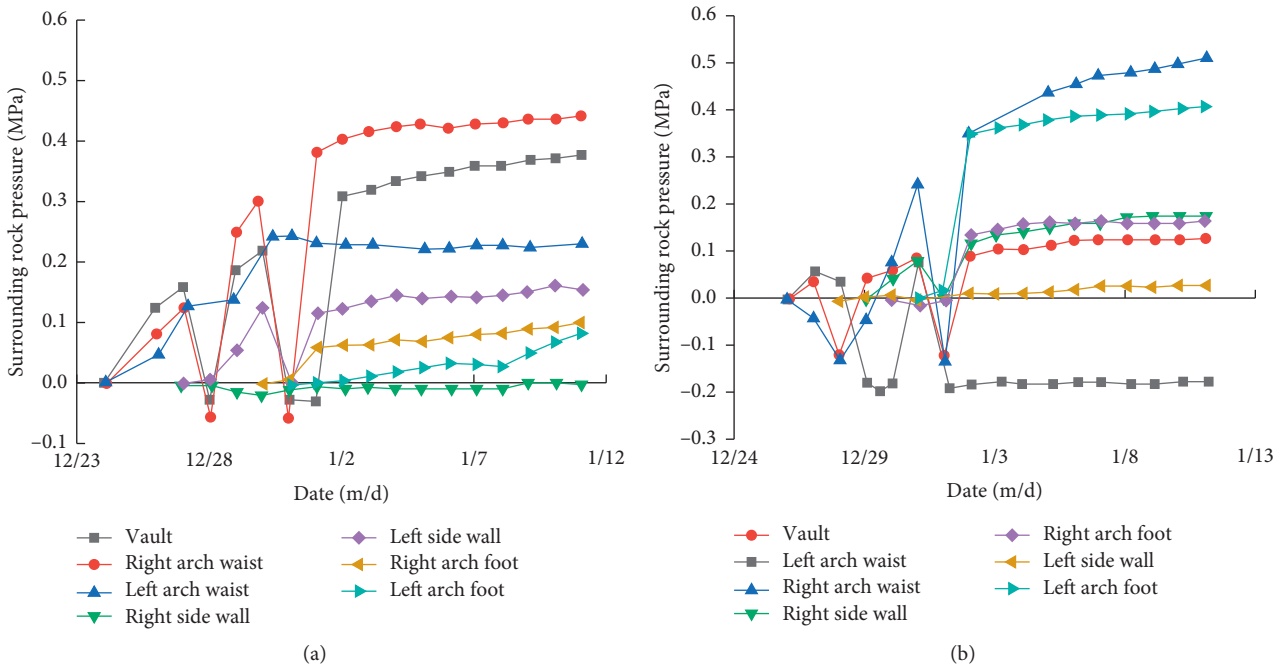 0.6
0.5
0.4
0.3
0.2
0.1
0.0
–0.1
Surrounding rock pressure (MPa)
12/23
12/28
1/2
1/7
1/12
Date (m/d)
Vault
Right arch waist
Left arch waist
Right side wall
Left side wall
Right arch foot
Left arch foot
(a)
0.6
0.5
0.4
0.3
0.2
0.1
0.0
–0.1
–0.2
–0.3
Surrounding rock pressure (MPa)
12/24
12/29
1/3
1/8
1/13
Date (m/d)
Vault
Left arch waist
Right arch waist
Right side wall
Right arch foot
Left side wall
Left arch foot
(b)